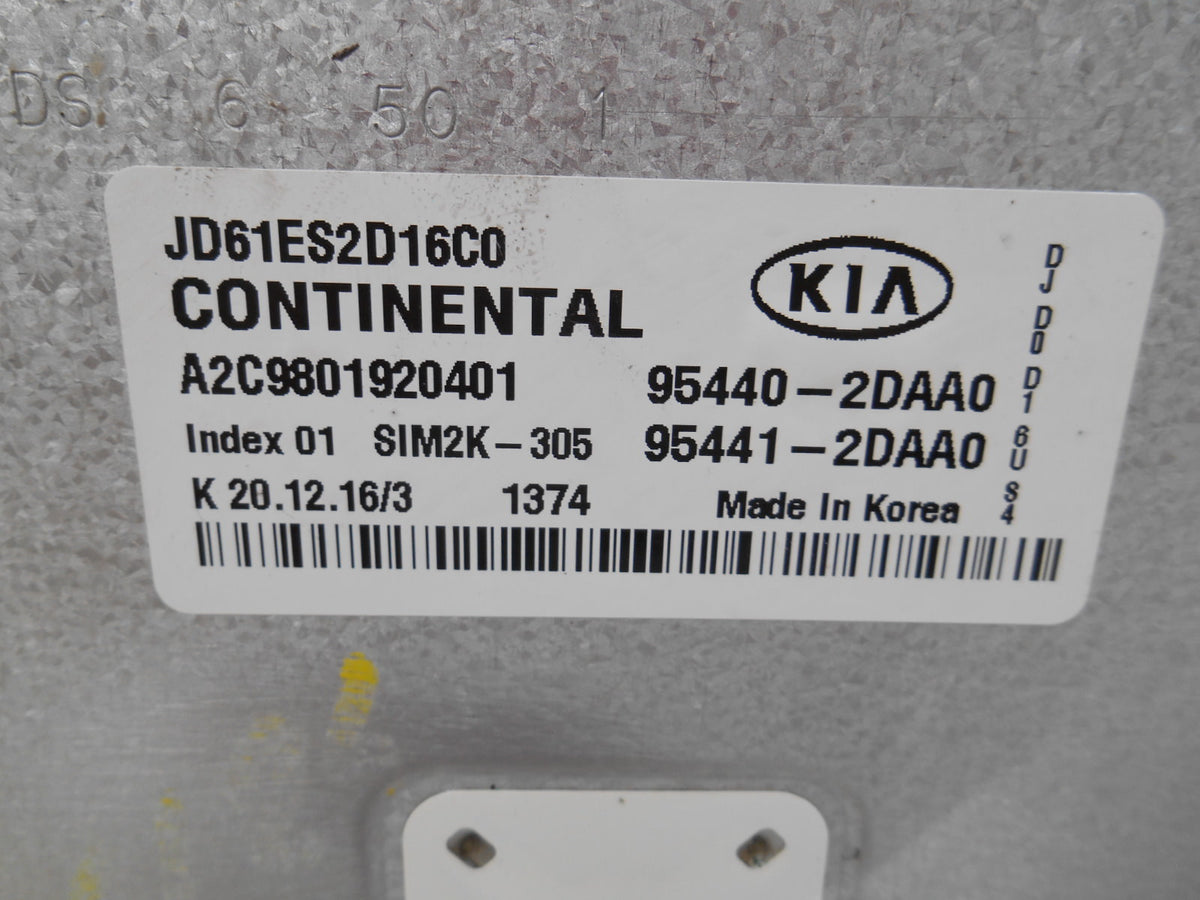 DS 6 50 1
JD61ES2D16C0
CONTINENTAL
KIA
A2C9801920401 95440-2DAA0
Index 01 SIM2K-305 95441-2DAA0
K 20.12.16/3 1374 Made In Korea
DJ D0 D1 6U S4